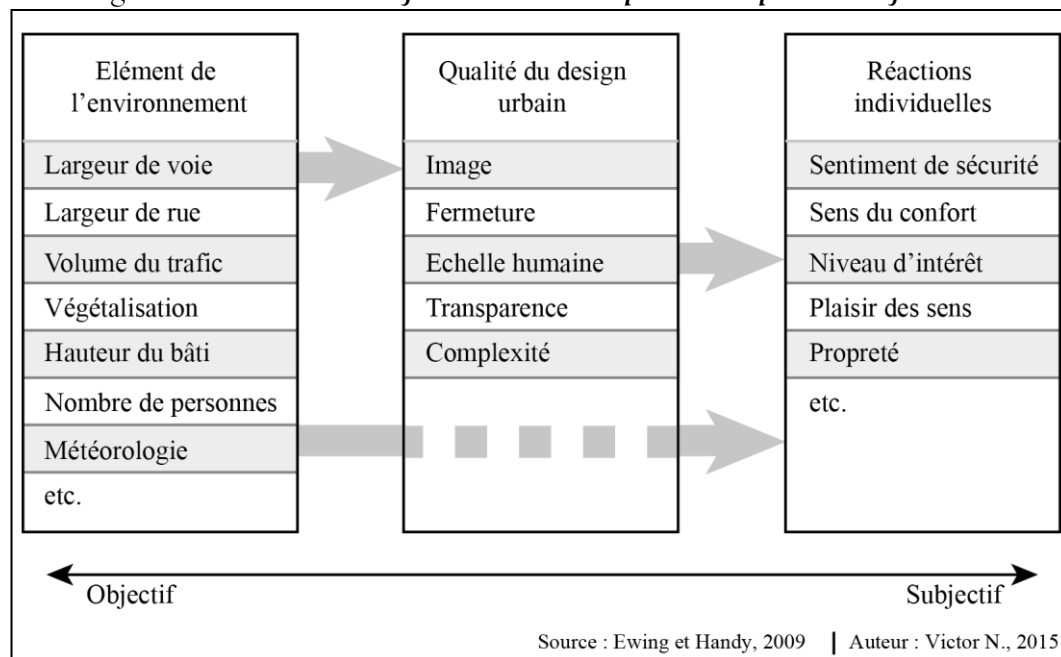 Elément de
l'environnement
Largeur de voie
Largeur de rue
Volume du trafic
Végétalisation
Hauteur du bâti
Nombre de personnes
Météorologie
etc.
Qualité du design
urbain
Image
Fermeture
Echelle humaine
Transparence
Complexité
Réactions
individuelles
Sentiment de sécurité
Sens du confort
Niveau d'intérêt
Plaisir des sens
Propreté
etc.
Objectif
Subjectif
Source : Ewing et Handy, 2009 | Auteur : Victor N., 2015